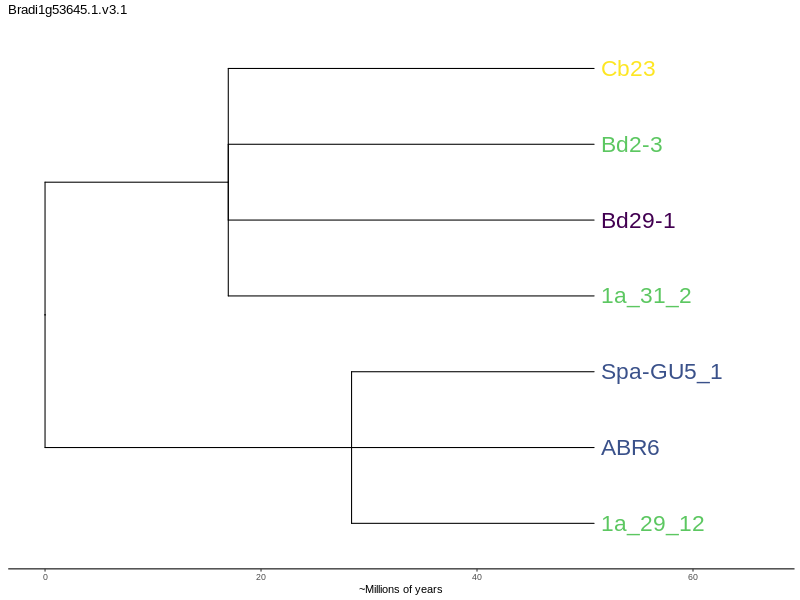 Bradi1g53645.1.v3.1
Cb23
Bd2-3
Bd29-1
1a_31_2
Spa-GU5_1
ABR6
1a_29_12
0 20 40 60
~Millions of years